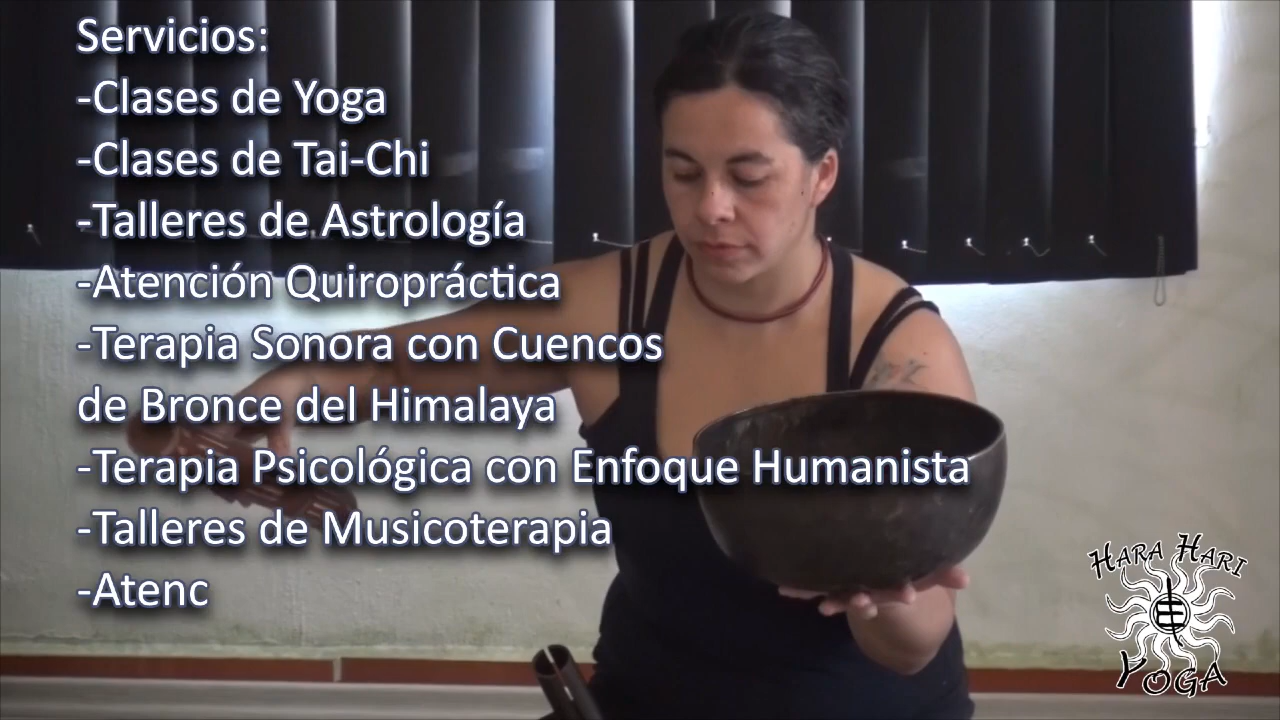 Servicios:
-Clases de Yoga
-Clases de Tai-Chi
-Talleres de Astrología
-Atención Quiropráctica
-Terapia Sonora con Cuencos
de Bronce del Himalaya
-Terapia Psicológica con Enfoque Humanista
-Talleres de Musicoterapia
-Atenc
HARA HARI
YOGA